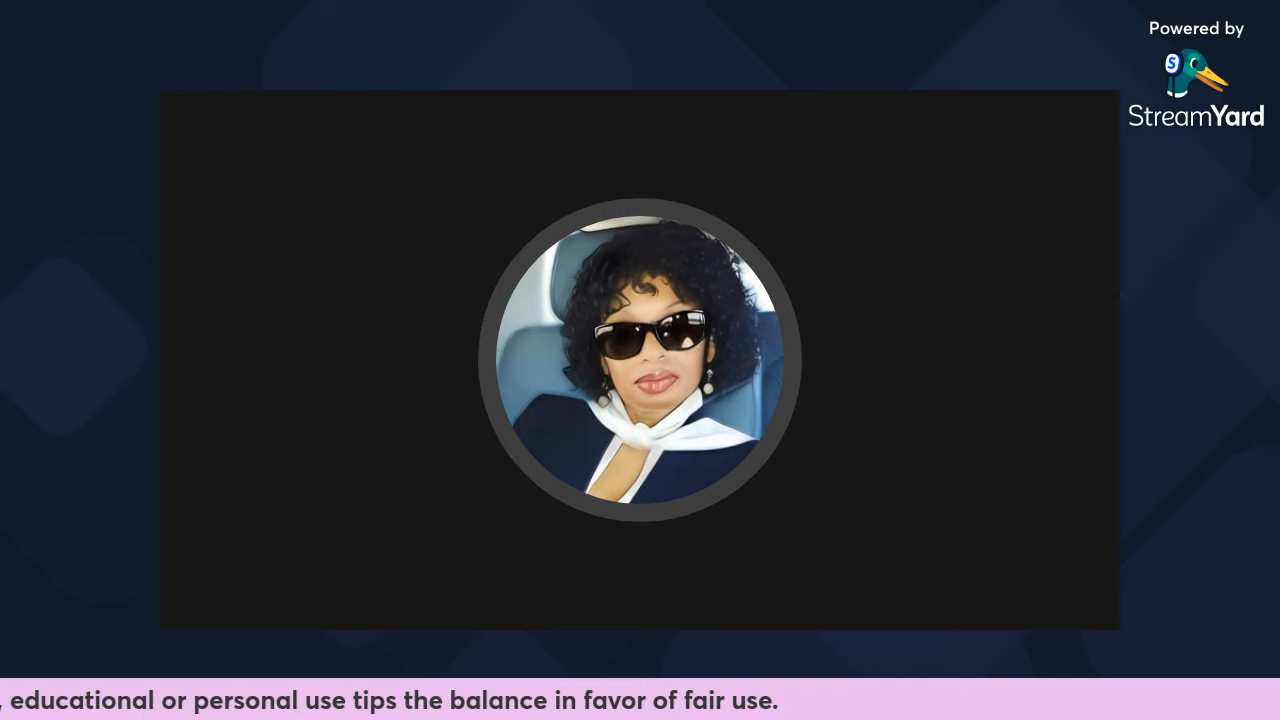 Powered by
S
StreamYard
, educational or personal use tips the balance in favor of fair use.